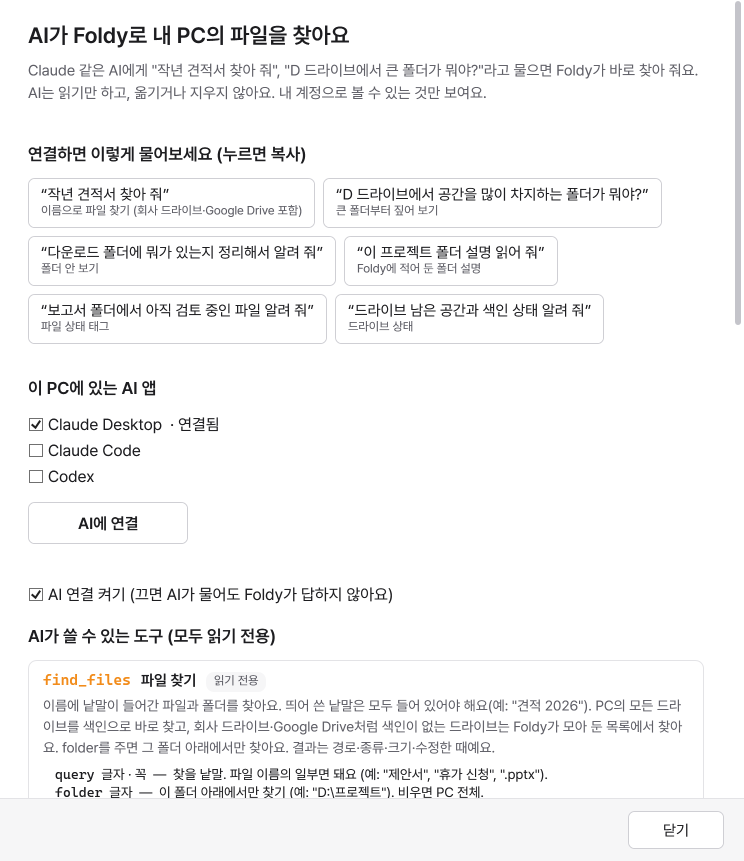 AI가 Foldy로 내 PC의 파일을 찾아요
Claude 같은 AI에게 "작년 견적서 찾아 줘", "D 드라이브에서 큰 폴더가 뭐야?"라고 물으면 Foldy가 바로 찾아 줘요.
AI는 읽기만 하고, 옮기거나 지우지 않아요. 내 계정으로 볼 수 있는 것만 보여요.
연결하면 이렇게 물어보세요 (누르면 복사)
“작년 견적서 찾아 줘”
이름으로 파일 찾기 (회사 드라이브·Google Drive 포함)
“D 드라이브에서 공간을 많이 차지하는 폴더가 뭐야?”
큰 폴더부터 짚어 보기
“다운로드 폴더에 뭐가 있는지 정리해서 알려 줘”
폴더 안 보기
“이 프로젝트 폴더 설명 읽어 줘”
Foldy에 적어 둔 폴더 설명
“보고서 폴더에서 아직 검토 중인 파일 알려 줘”
파일 상태 태그
“드라이브 남은 공간과 색인 상태 알려 줘”
드라이브 상태
이 PC에 있는 AI 앱
Claude Desktop · 연결됨
Claude Code
Codex
AI에 연결
AI 연결 켜기 (끄면 AI가 물어도 Foldy가 답하지 않아요)
AI가 쓸 수 있는 도구 (모두 읽기 전용)
find_files 파일 찾기 읽기 전용
이름에 낱말이 들어간 파일과 폴더를 찾아요. 띄어 쓴 낱말은 모두 들어 있어야 해요(예: "견적 2026"). PC의 모든 드라
이브를 색인으로 바로 찾고, 회사 드라이브·Google Drive처럼 색인이 없는 드라이브는 Foldy가 모아 둔 목록에서 찾아
요. folder를 주면 그 폴더 아래에서만 찾아요. 결과는 경로·종류·크기·수정한 때예요.
query 글자 · 꼭 — 찾을 낱말. 파일 이름의 일부면 돼요 (예: "제안서", "휴가 신청", ".pptx").
folder 글자 — 이 폴더 아래에서만 찾기 (예: "D:\프로젝트"). 비우면 PC 전체.
닫기